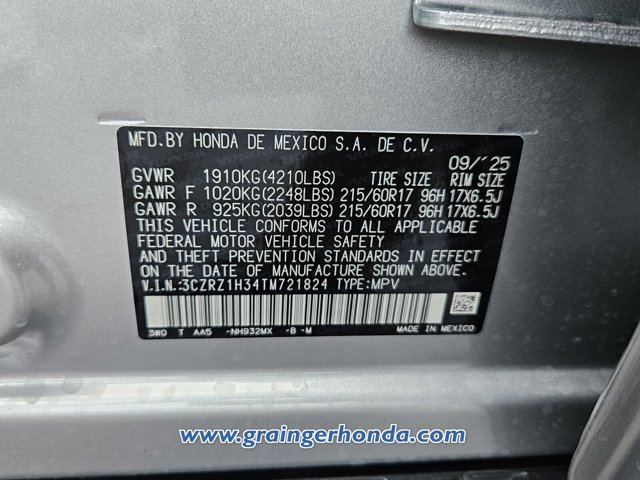 MFD.BY HONDA DE MEXICO S.A. DE C.V.
09/´25
GVWR 1910KG(4210LBS) TIRE SIZE RIM SIZE
GAWR F 1020KG(2248LBS) 215/60R17 96H 17X6.5J
GAWR R 925KG(2039LBS) 215/60R17 96H 17X6.5J
THIS VEHICLE CONFORMS TO ALL APPLICABLE
FEDERAL MOTOR VEHICLE SAFETY
AND THEFT PREVENTION STANDARDS IN EFFECT
ON THE DATE OF MANUFACTURE SHOWN ABOVE.
V.I.N.:3CZRZ1H34TM721824 TYPE:MPV
3W0 T AA5 -NH932MX -B -M
MADE IN MEXICO
www.graingerhonda.com